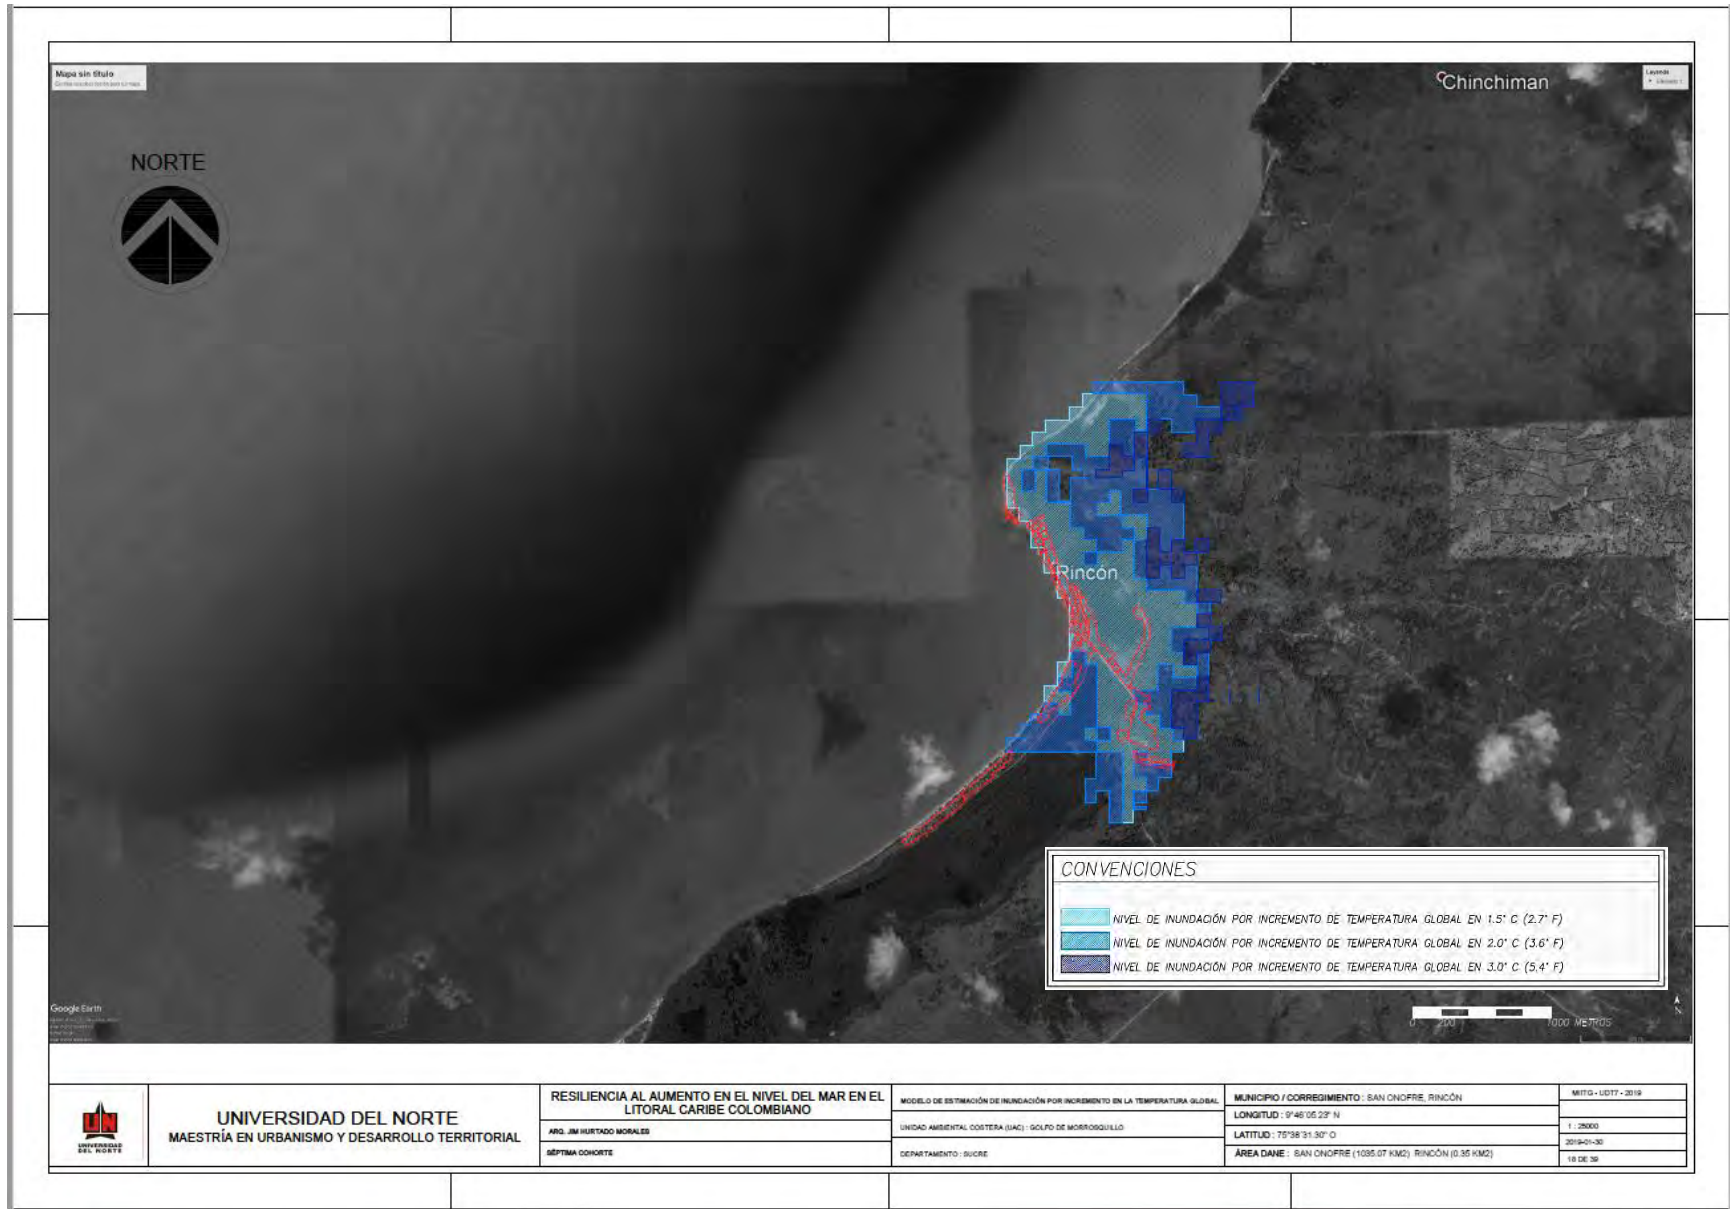 Mapa sin título
Chinchiman
Leyenda
NORTE
Rincón
CONVENCIONES
NIVEL DE INUNDACIÓN POR INCREMENTO DE TEMPERATURA GLOBAL EN 1.5° C (2.7° F)
NIVEL DE INUNDACIÓN POR INCREMENTO DE TEMPERATURA GLOBAL EN 2.0° C (3.6° F)
NIVEL DE INUNDACIÓN POR INCREMENTO DE TEMPERATURA GLOBAL EN 3.0° C (5.4° F)
Google Earth
0 200 1000 METROS
N
UN
UNIVERSIDAD
DEL NORTE
UNIVERSIDAD DEL NORTE
MAESTRÍA EN URBANISMO Y DESARROLLO TERRITORIAL
RESILIENCIA AL AUMENTO EN EL NIVEL DEL MAR EN EL
LITORAL CARIBE COLOMBIANO
ARQ. JIM HURTADO MORALES
SÉPTIMA COHORTE
MODELO DE ESTIMACIÓN DE INUNDACIÓN POR INCREMENTO EN LA TEMPERATURA GLOBAL
UNIDAD AMBIENTAL COSTERA (UAC) : GOLFO DE MORROSQUILLO
DEPARTAMENTO : SUCRE
MUNICIPIO / CORREGIMIENTO : SAN ONOFRE, RINCÓN
LONGITUD : 9°46'05.23" N
LATITUD : 75°38'31.30" O
ÁREA DANE : SAN ONOFRE (1035.07 KM2) RINCÓN (0.35 KM2)
MIITG - UDT7 - 2019
1 : 25000
2019-01-30
18 DE 39